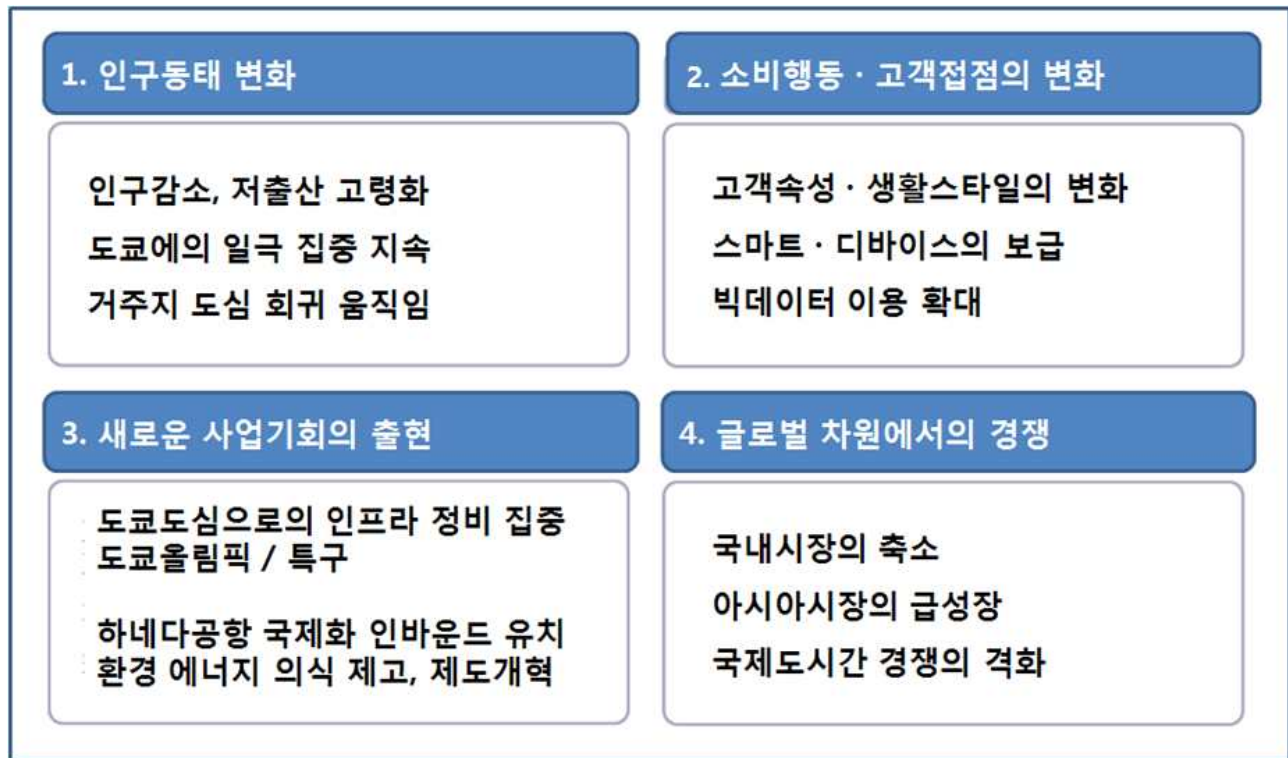 1. 인구동태 변화
인구감소, 저출산 고령화
도쿄에의 일극 집중 지속
거주지 도심 회귀 움직임
2. 소비행동 · 고객접점의 변화
고객속성 · 생활스타일의 변화
스마트 · 디바이스의 보급
빅데이터 이용 확대
3. 새로운 사업기회의 출현
도쿄도심으로의 인프라 정비 집중
도쿄올림픽 / 특구
하네다공항 국제화 인바운드 유치
환경 에너지 의식 제고, 제도개혁
4. 글로벌 차원에서의 경쟁
국내시장의 축소
아시아시장의 급성장
국제도시간 경쟁의 격화